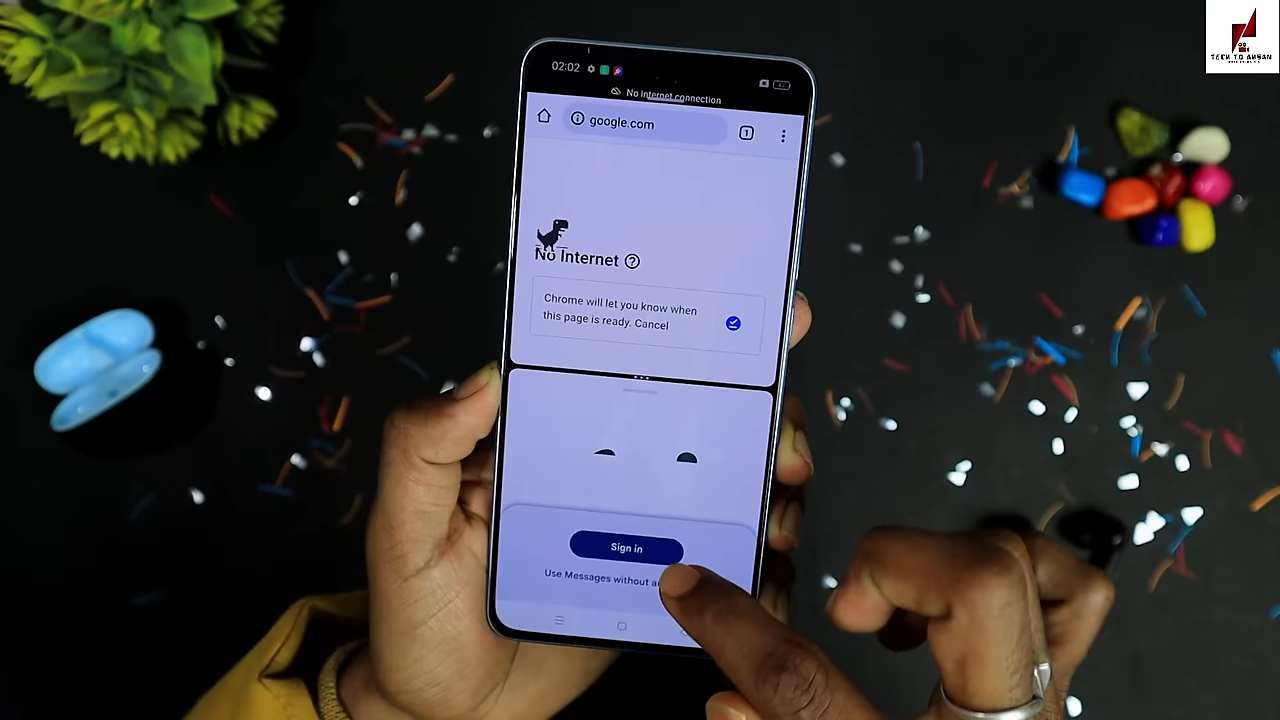 TECH TO AHSAN
02:02
No internet connection
google.com
1
No Internet
Chrome will let you know when
this page is ready. Cancel
Sign in
Use Messages without